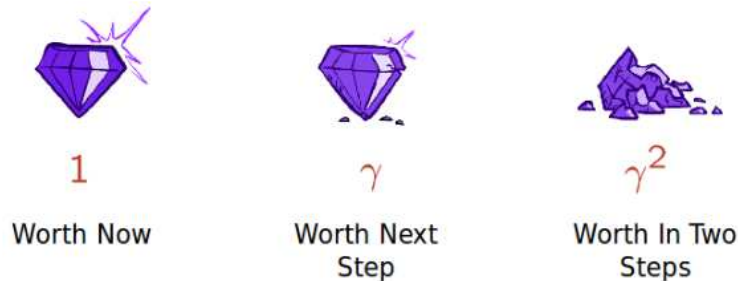 1
γ
γ²
Worth Now
Worth Next
Step
Worth In Two
Steps